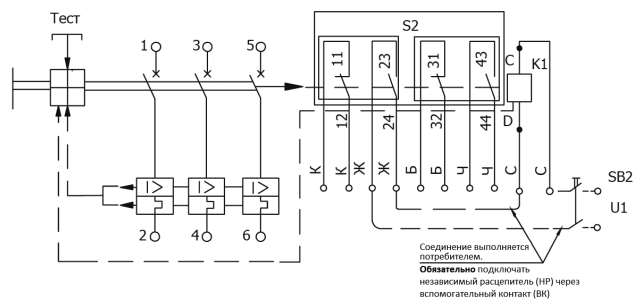 Тест
1
3
5
S2
11
23
31
43
C
K1
D
12
24
32
44
К
К
Ж
Ж
Б
Б
Ч
Ч
С
С
SB2
U1
I>
I>
I>
2
4
6
Соединение выполняется
потребителем.
Обязательно подключать
независимый расцепитель (НР) через
вспомогательный контакт (ВК)